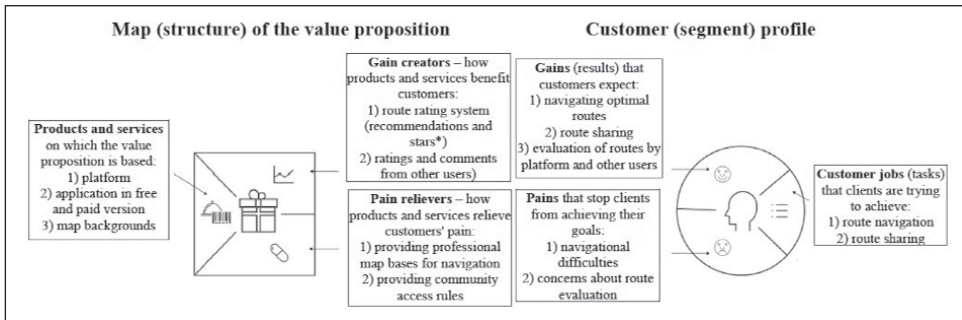 Map (structure) of the value proposition
Customer (segment) profile
Products and services
on which the value
proposition is based:
1) platform
2) application in free
and paid version
3) map backgrounds
Gain creators – how
products and services benefit
customers:
1) route rating system
(recommendations and
stars*)
2) ratings and comments
from other users)
Pain relievers – how
products and services relieve
customers' pain:
1) providing professional
map bases for navigation
2) providing community
access rules
Gains (results) that
customers expect:
1) navigating optimal
routes
2) route sharing
3) evaluation of routes by
platform and other users
Pains that stop clients
from achieving their
goals:
1) navigational
difficulties
2) concerns about route
evaluation
Customer jobs (tasks)
that clients are trying
to achieve:
1) route navigation
2) route sharing